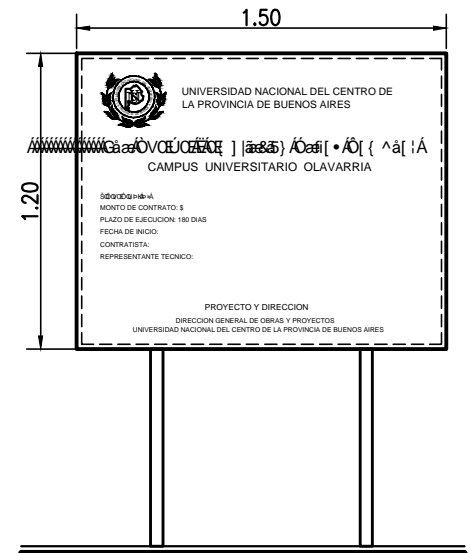 1.50
1.20
UNIVERSIDAD NACIONAL DEL CENTRO DE
LA PROVINCIA DE BUENOS AIRES
CAMPUS UNIVERSITARIO OLAVARRIA
MONTO DE CONTRATO: $
PLAZO DE EJECUCION: 180 DIAS
FECHA DE INICIO:
CONTRATISTA:
REPRESENTANTE TECNICO:
PROYECTO Y DIRECCION
DIRECCION GENERAL DE OBRAS Y PROYECTOS
UNIVERSIDAD NACIONAL DEL CENTRO DE LA PROVINCIA DE BUENOS AIRES